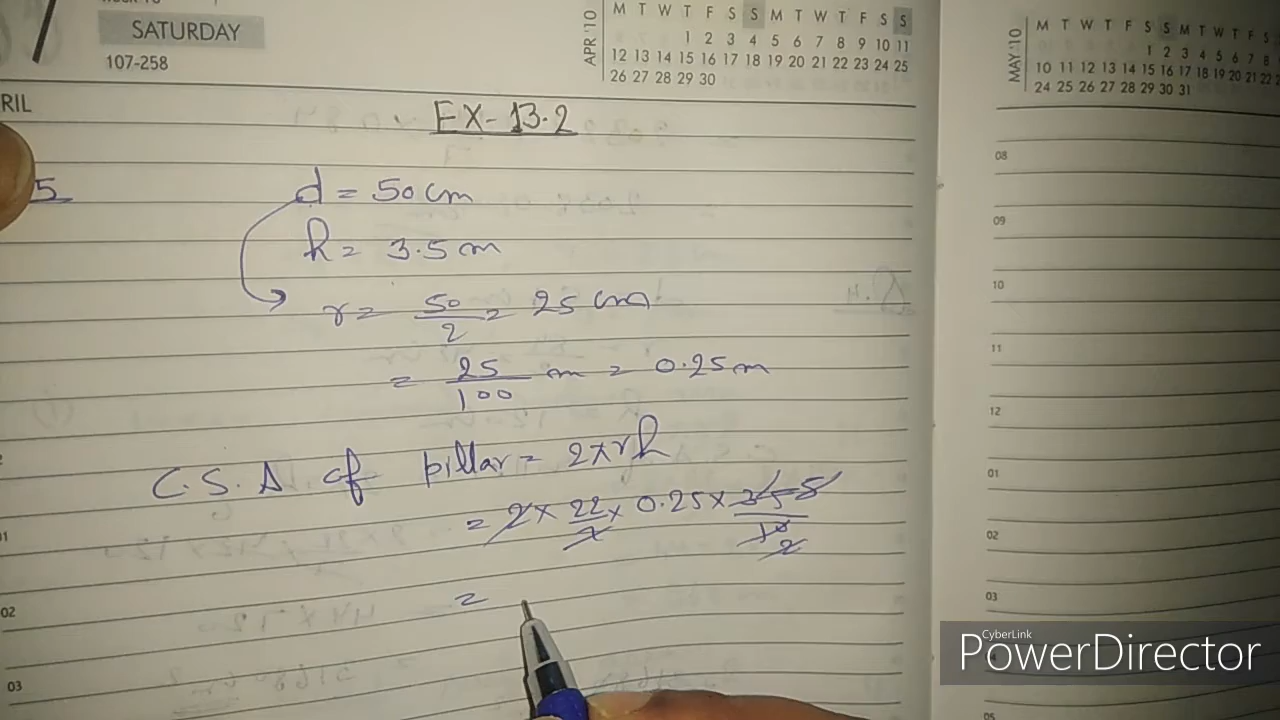 SATURDAY
107-258
APR '10
M T W T F S S M T W T F S S
1 2 3 4 5 6 7 8 9 10 11
12 13 14 15 16 17 18 19 20 21 22 23 24 25
26 27 28 29 30
MAY '10
M T W T F S S M T W T F S
1 2 3 4 5 6 7 8
10 11 12 13 14 15 16 17 18 19 20 21 22
24 25 26 27 28 29 30 31
RIL
EX-13.2
5
d = 50 cm
h = 3.5 m
r = 50/2 = 25 cm
= 25/100 m = 0.25 m
C.S.A of pillar = 2πrh
= 2 × 22/7 × 0.25 × 35 5/10 2
=
02
03
08
09
10
11
12
01
02
03
05
CyberLink
PowerDirector